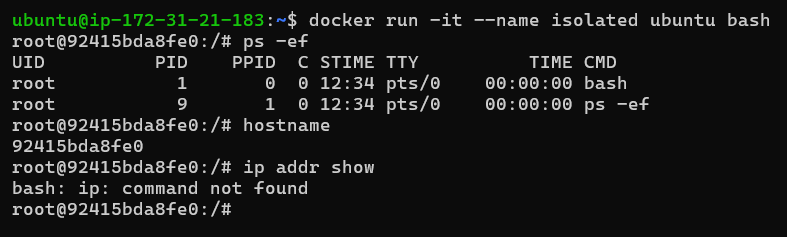 ubuntu@ip-172-31-21-183:~$ docker run -it --name isolated ubuntu bash
root@92415bda8fe0:/# ps -ef
UID          PID    PPID  C STIME TTY          TIME CMD
root           1       0  0 12:34 pts/0    00:00:00 bash
root           9       1  0 12:34 pts/0    00:00:00 ps -ef
root@92415bda8fe0:/# hostname
92415bda8fe0
root@92415bda8fe0:/# ip addr show
bash: ip: command not found
root@92415bda8fe0:/#